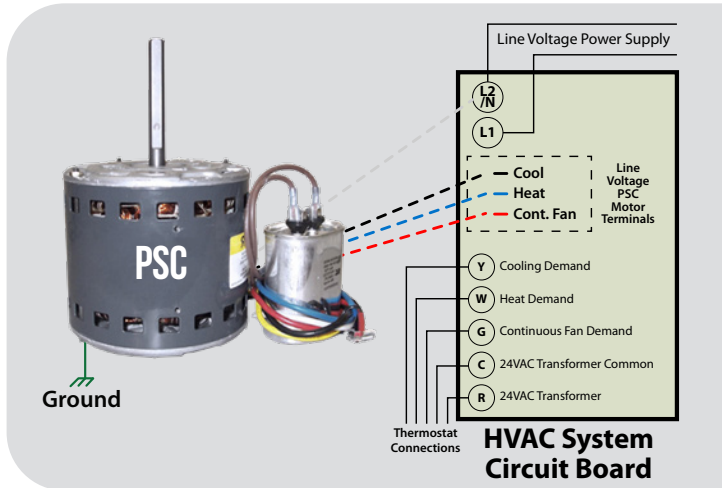 Line Voltage Power Supply
L2
/N
L1
Cool
Heat
Cont. Fan
Line
Voltage
PSC
Motor
Terminals
PSC
Y Cooling Demand
W Heat Demand
G Continuous Fan Demand
C 24VAC Transformer Common
R 24VAC Transformer
Ground
Thermostat
Connections
HVAC System
Circuit Board